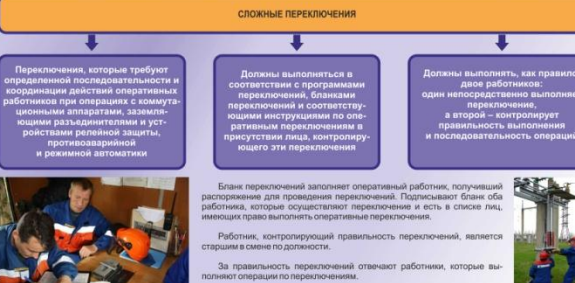 СЛОЖНЫЕ ПЕРЕКЛЮЧЕНИЯ
Переключения, которые требуют
определенной последовательности и
координации действий оперативных
работников при операциях с коммута-
ционными аппаратами, заземля-
ющими разъединителями и уст-
ройствами релейной защиты,
противоаварийной
и режимной автоматики
Должны выполняться в
соответствии с программами
переключений, бланками
переключений и соответству-
ющими инструкциями по опе-
ративным переключениям в
присутствии лица, контролиру-
ющего эти переключения
Должны выполнять, как правило
двое работников:
один непосредственно выполняе
переключение,
а второй – контролирует
правильность выполнения
и последовательность операций
Бланк переключений заполняет оперативный работник, получивший
распоряжение для проведения переключений. Подписывают бланк оба
работника, которые осуществляют переключение и есть в списке лиц,
имеющих право выполнять оперативные переключения.
Работник, контролирующий правильность переключений, является
старшим в смене по должности.
За правильность переключений отвечают работники, которые вы-
полняют операции по переключениям.